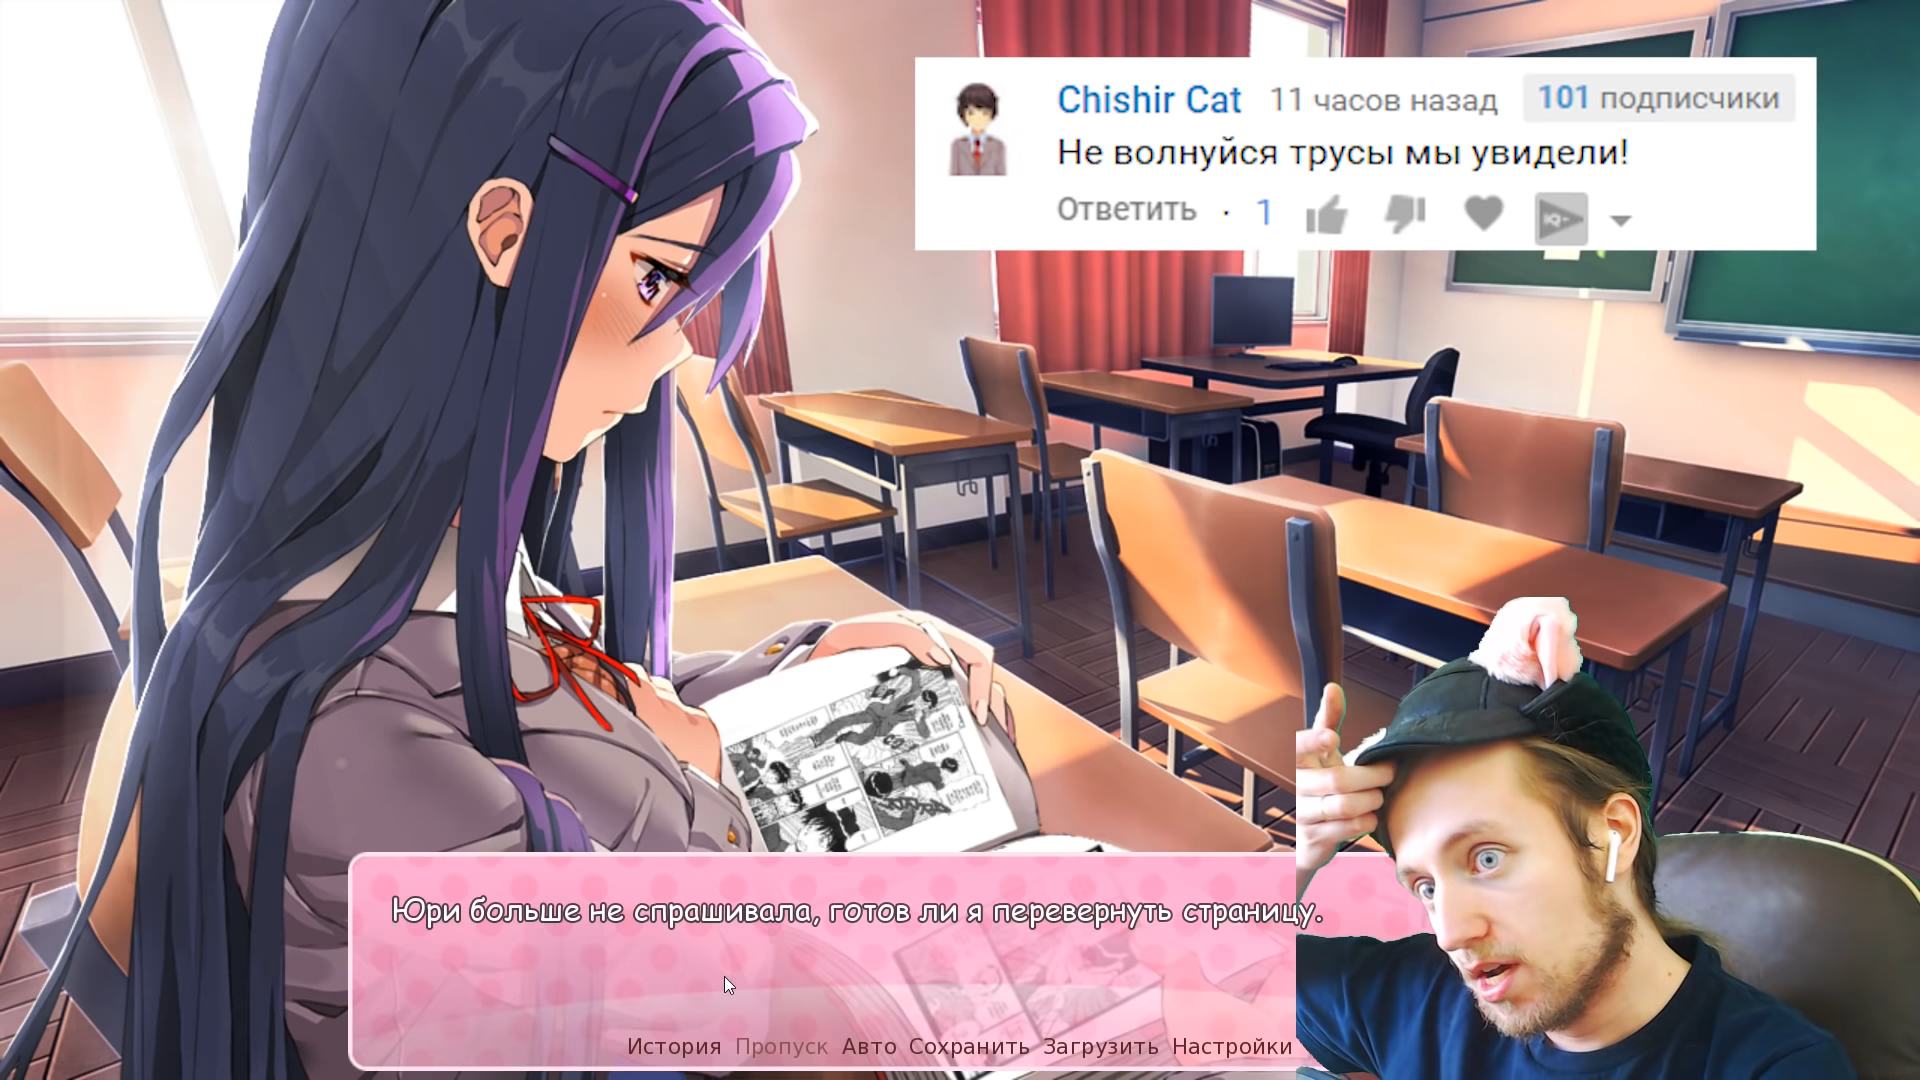 Chishir Cat 11 часов назад 101 подписчики
Не волнуйся трусы мы увидели!
Ответить · 1
Юри больше не спрашивала, готов ли я перевернуть страницу.
История Пропуск Авто Сохранить Загрузить Настройки